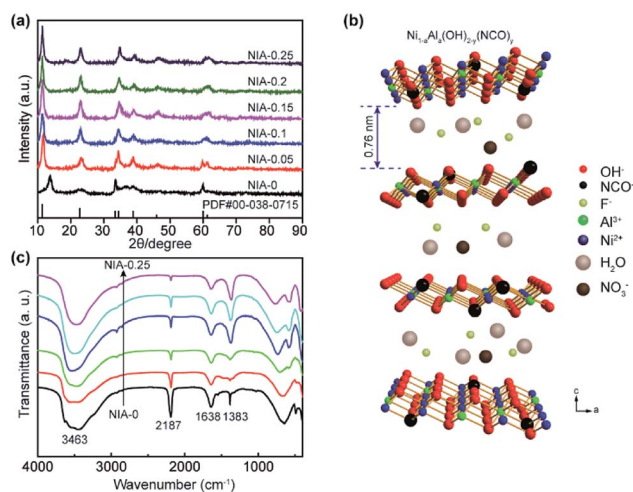 (a)
NIA-0.25
NIA-0.2
NIA-0.15
NIA-0.1
NIA-0.05
NIA-0
PDF#00-038-0715
Intensity (a.u.)
10 20 30 40 50 60 70 80 90
2θ/degree
(c)
NIA-0.25
NIA-0
3463
2187
1638
1383
Transmittance (a. u.)
4000 3000 2000 1000
Wavenumber (cm⁻¹)
(b)
Ni₁₋ₐAlₐ(OH)₂₋ᵧ(NCO)ᵧ
0.76 nm
OH⁻
NCO⁻
F⁻
Al³⁺
Ni²⁺
H₂O
NO₃⁻
c
a